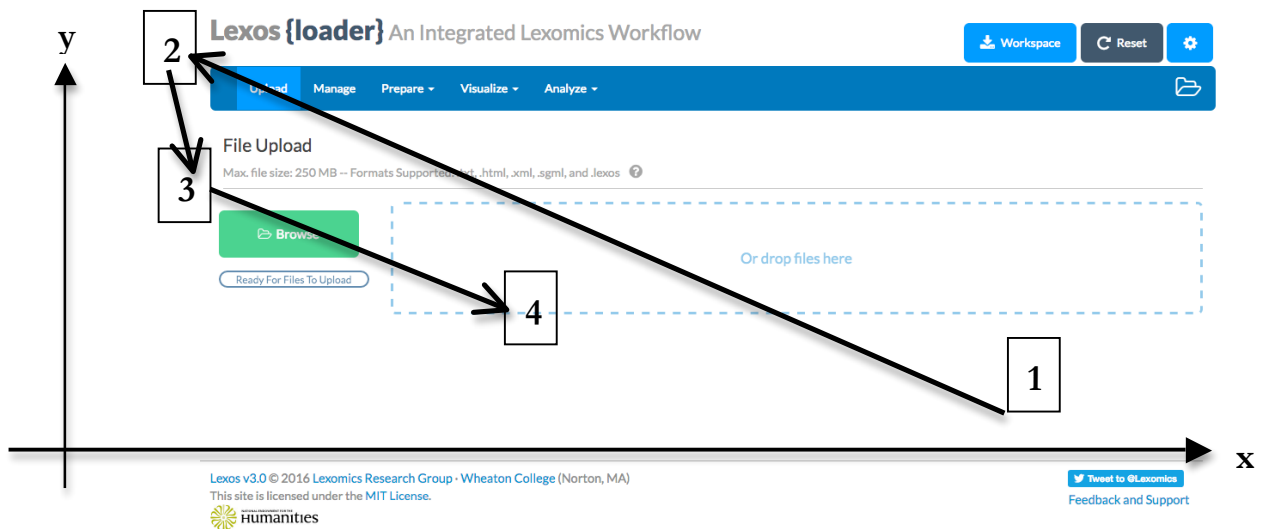 y
2
Lexos {loader} An Integrated Lexomics Workflow
Workspace
Reset
Upload Manage Prepare Visualize Analyze
File Upload
Max. file size: 250 MB -- Formats Supported: .txt, .html, .xml, .sgml, and .lexos ?
3
Browse
Or drop files here
Ready For Files To Upload
4
1
x
Lexos v3.0 © 2016 Lexomics Research Group · Wheaton College (Norton, MA)
Tweet to @Lexomics
This site is licensed under the MIT License.
Feedback and Support
Humanities